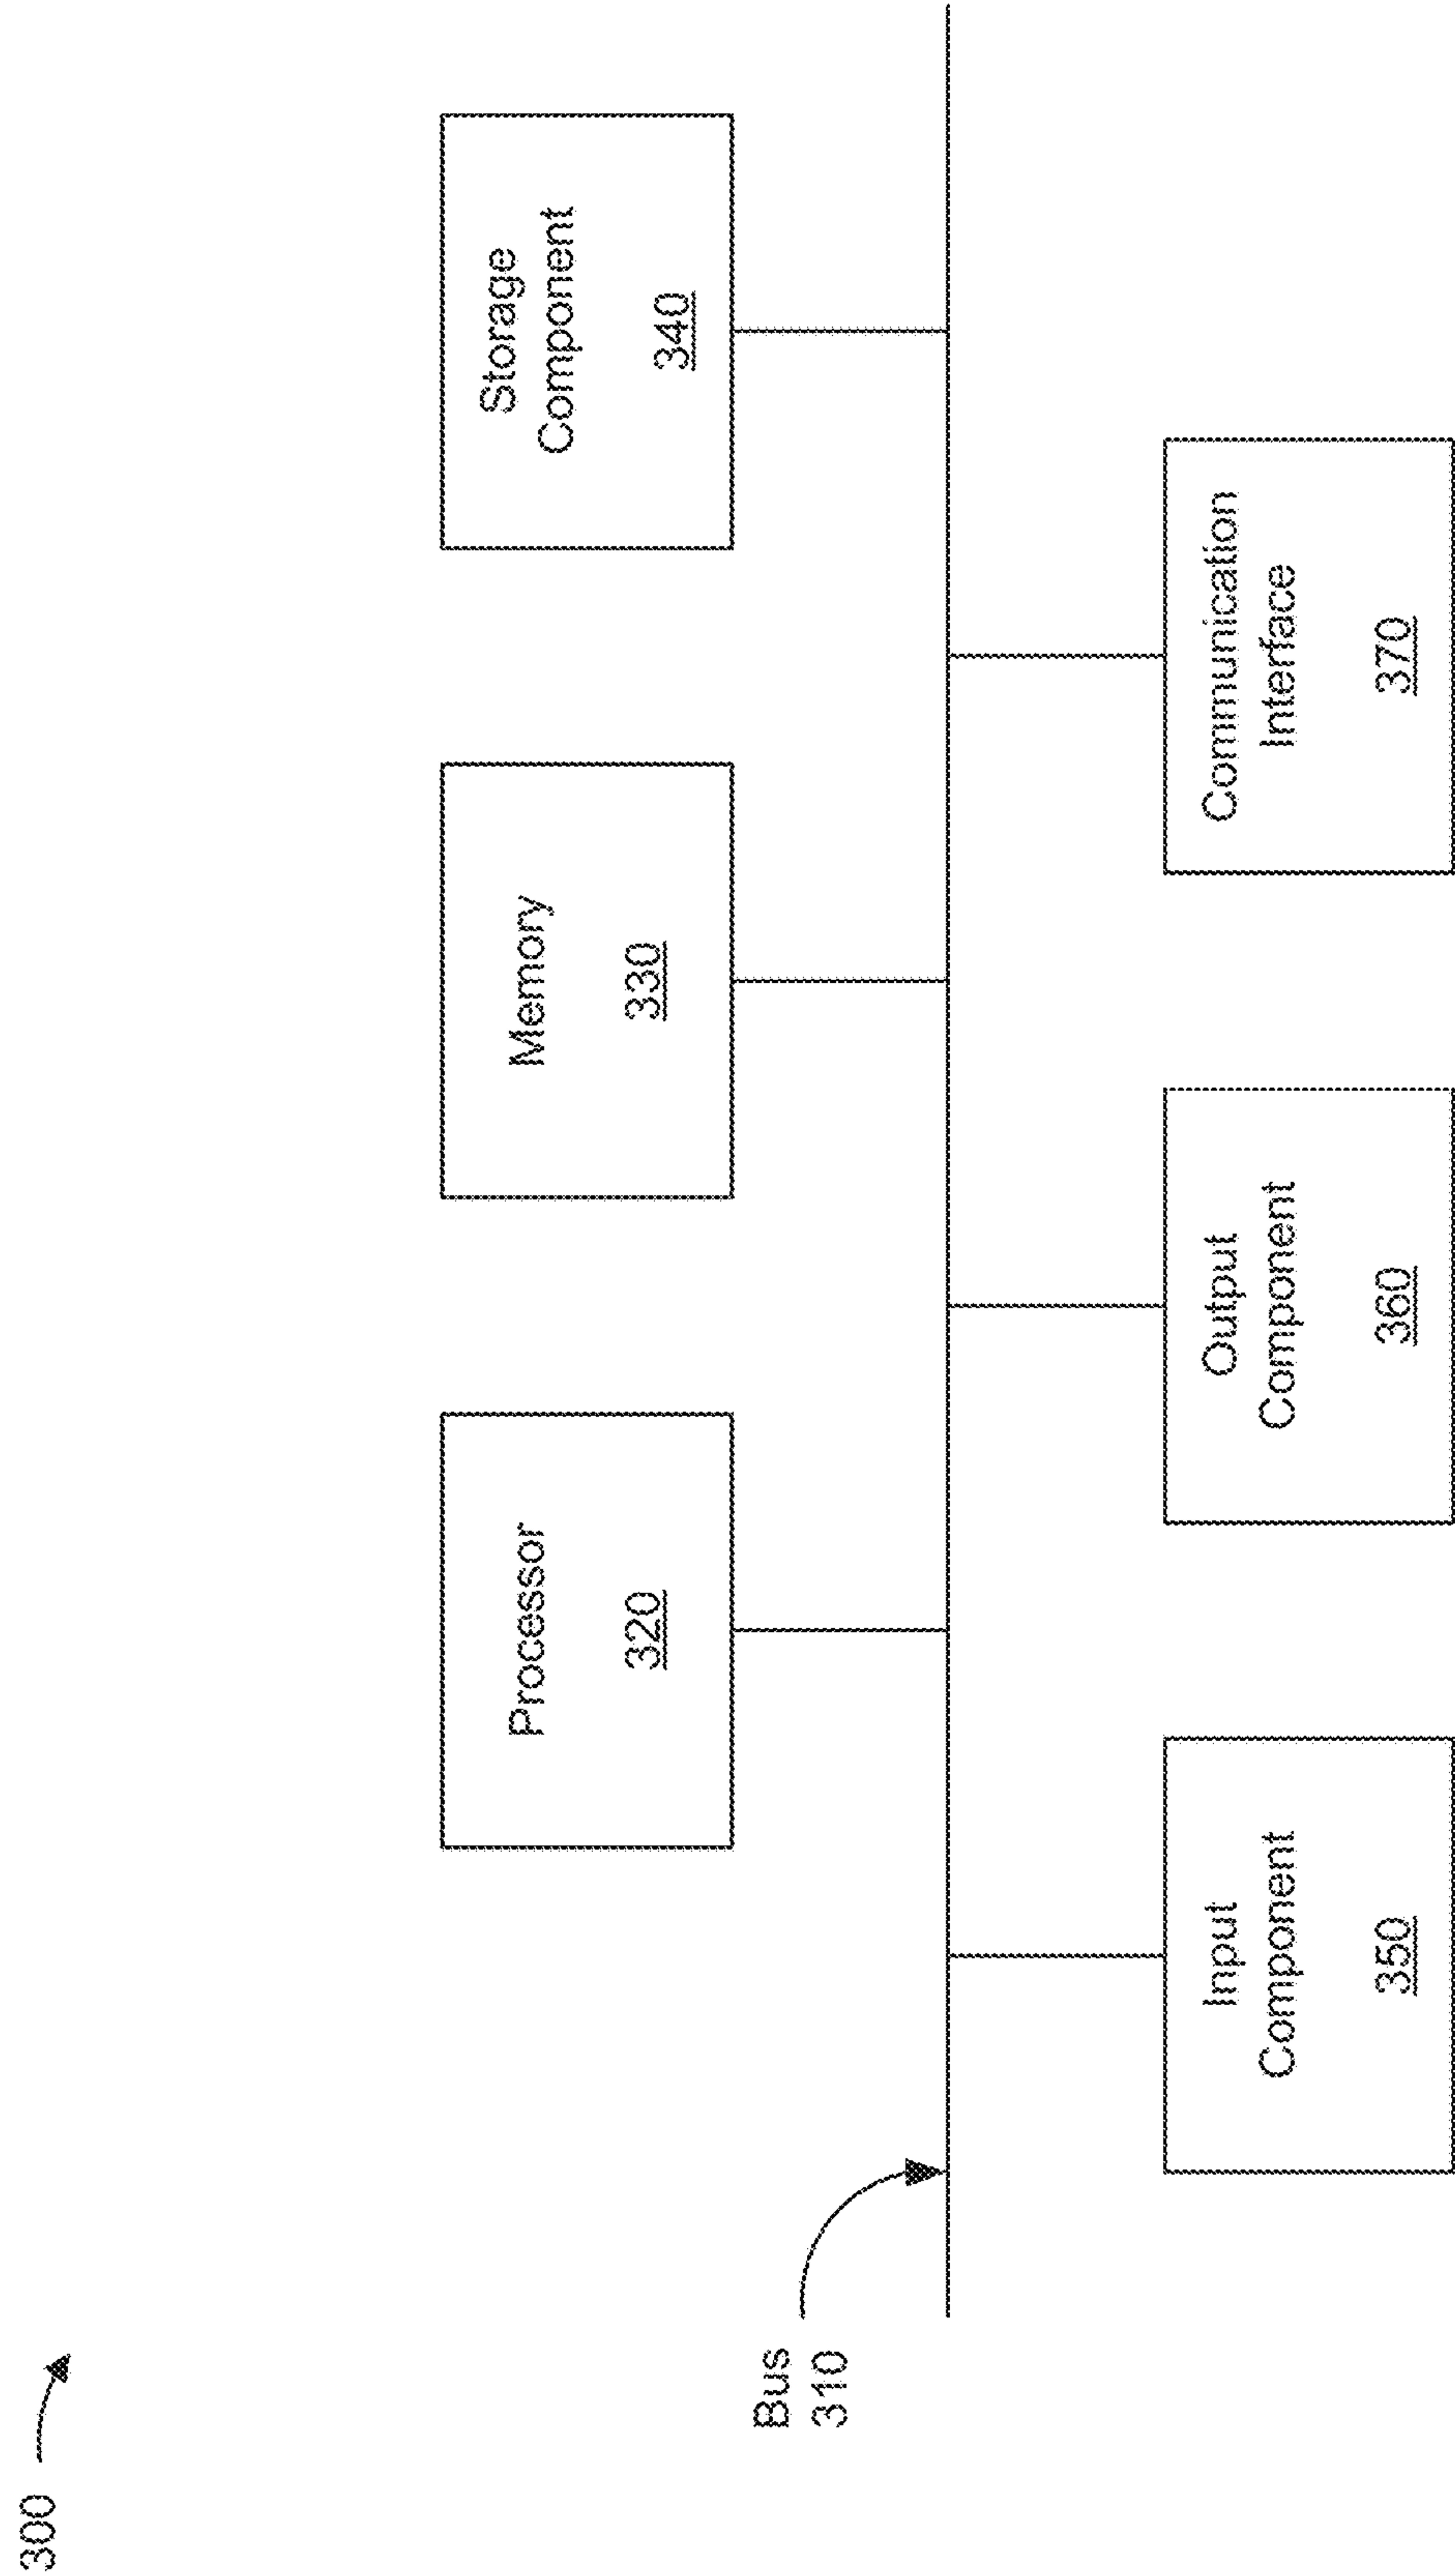 300
Processor
320
Memory
330
Storage
Component
340
Bus
310
Input
Component
350
Output
Component
360
Communication
Interface
370